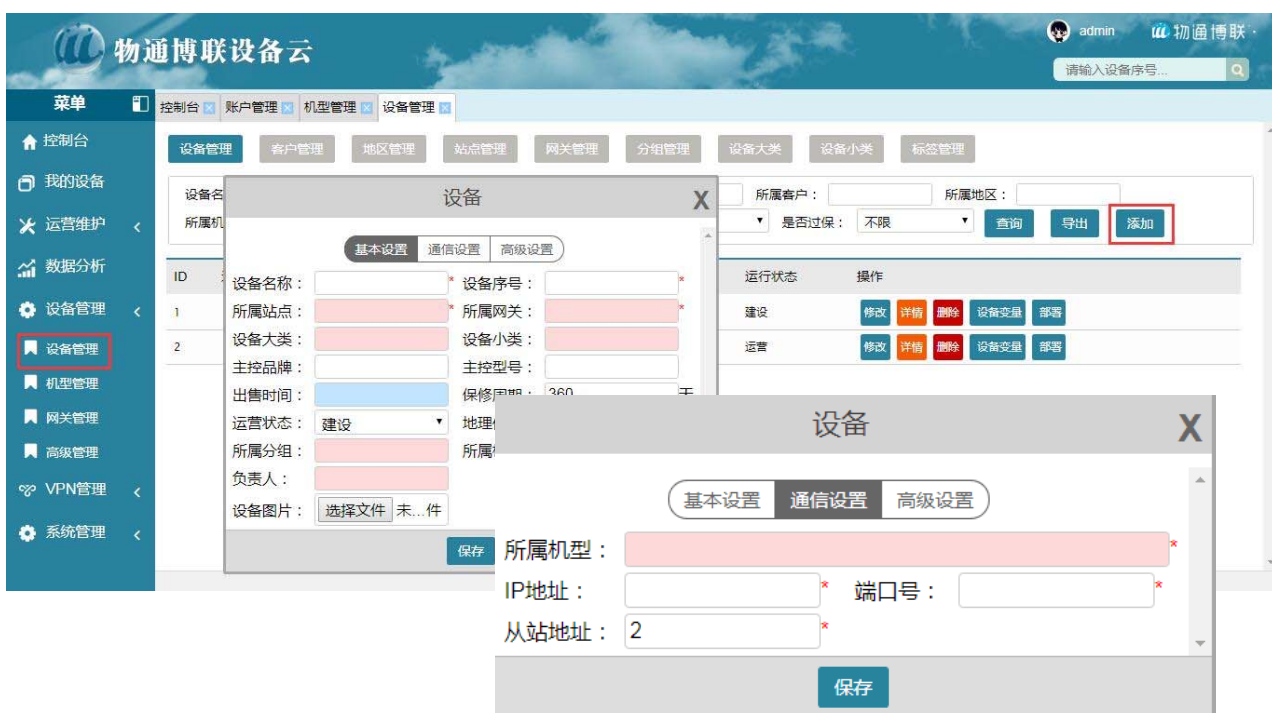 物通博联设备云
admin
物通博联
请输入设备序号...
菜单
控制台 账户管理 机型管理 设备管理
控制台
我的设备
运营维护
数据分析
设备管理
设备管理
机型管理
网关管理
高级管理
VPN管理
系统管理
设备管理 客户管理 地区管理 站点管理 网关管理 分组管理 设备大类 设备小类 标签管理
设备名 所属客户： 所属地区：
所属机 是否过保： 不限 查询 导出 添加
ID 运行状态 操作
1 建设 修改 详情 删除 设备变量 部署
2 运营 修改 详情 删除 设备变量 部署
设备 X
基本设置 通信设置 高级设置
设备名称： * 设备序号： *
所属站点： * 所属网关： *
设备大类： 设备小类：
主控品牌： 主控型号：
出售时间： 保修周期： 360 天
运营状态： 建设 地理
所属分组： 所属
负责人：
设备图片： 选择文件 未...件
保存
设备 X
基本设置 通信设置 高级设置
所属机型： *
IP地址： * 端口号： *
从站地址： 2 *
保存